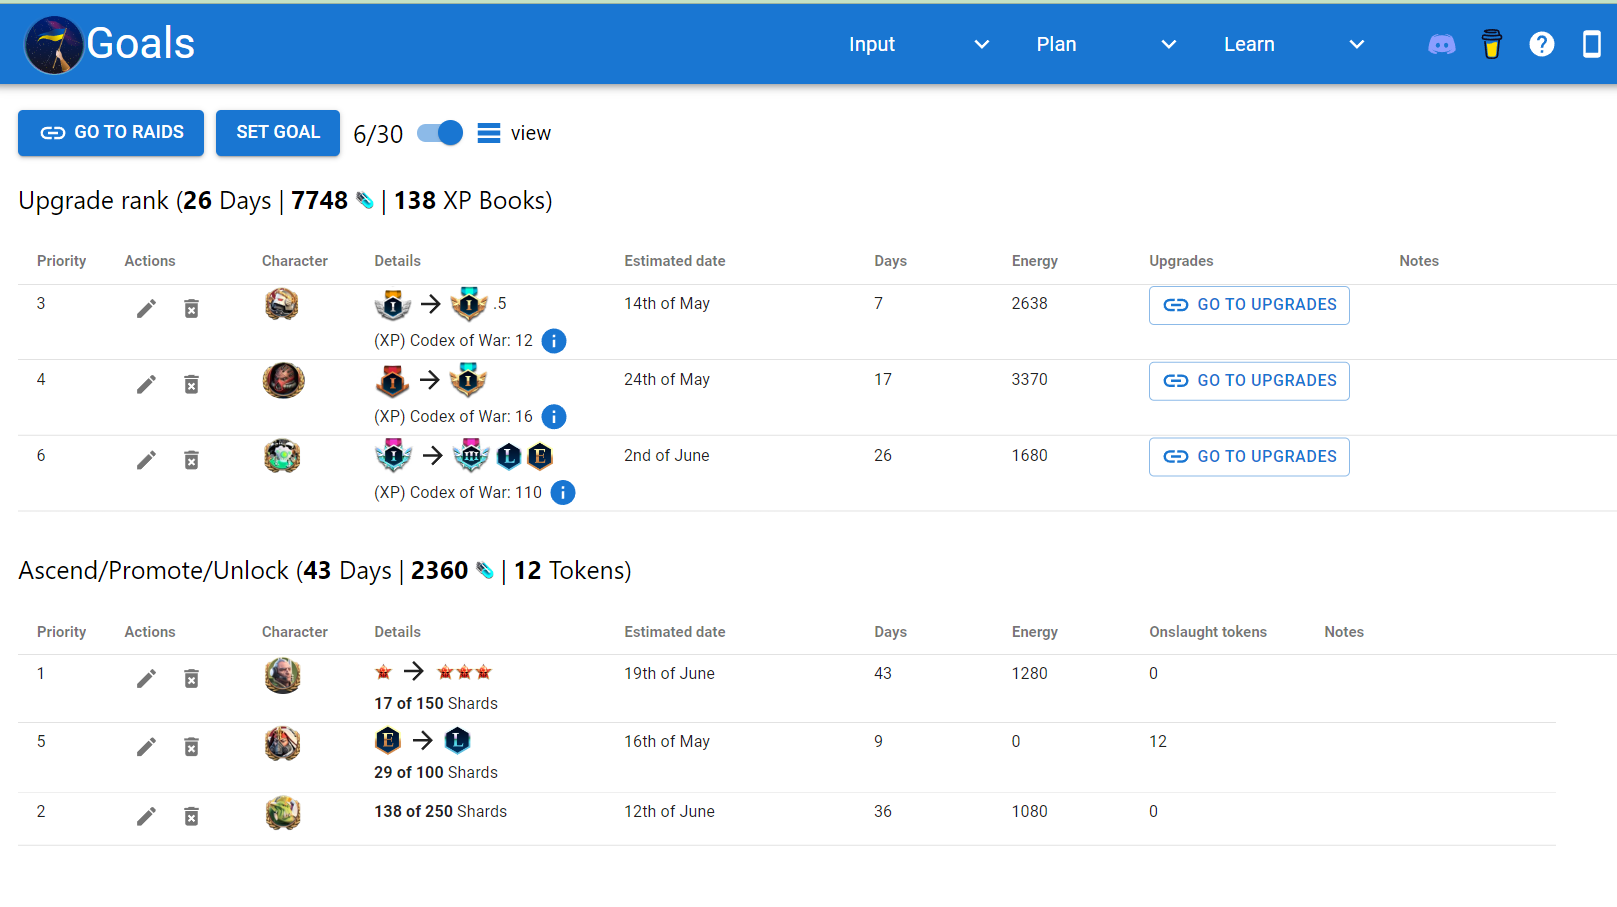 Goals
Input
Plan
Learn
GO TO RAIDS
SET GOAL
6/30
view
Upgrade rank (26 Days | 7748 | 138 XP Books)
Priority Actions Character Details Estimated date Days Energy Upgrades Notes
3 I I .5 14th of May 7 2638 GO TO UPGRADES
(XP) Codex of War: 12
4 I I 24th of May 17 3370 GO TO UPGRADES
(XP) Codex of War: 16
6 I III L E 2nd of June 26 1680 GO TO UPGRADES
(XP) Codex of War: 110
Ascend/Promote/Unlock (43 Days | 2360 | 12 Tokens)
Priority Actions Character Details Estimated date Days Energy Onslaught tokens Notes
1 19th of June 43 1280 0
17 of 150 Shards
5 E L 16th of May 9 0 12
29 of 100 Shards
2 138 of 250 Shards 12th of June 36 1080 0